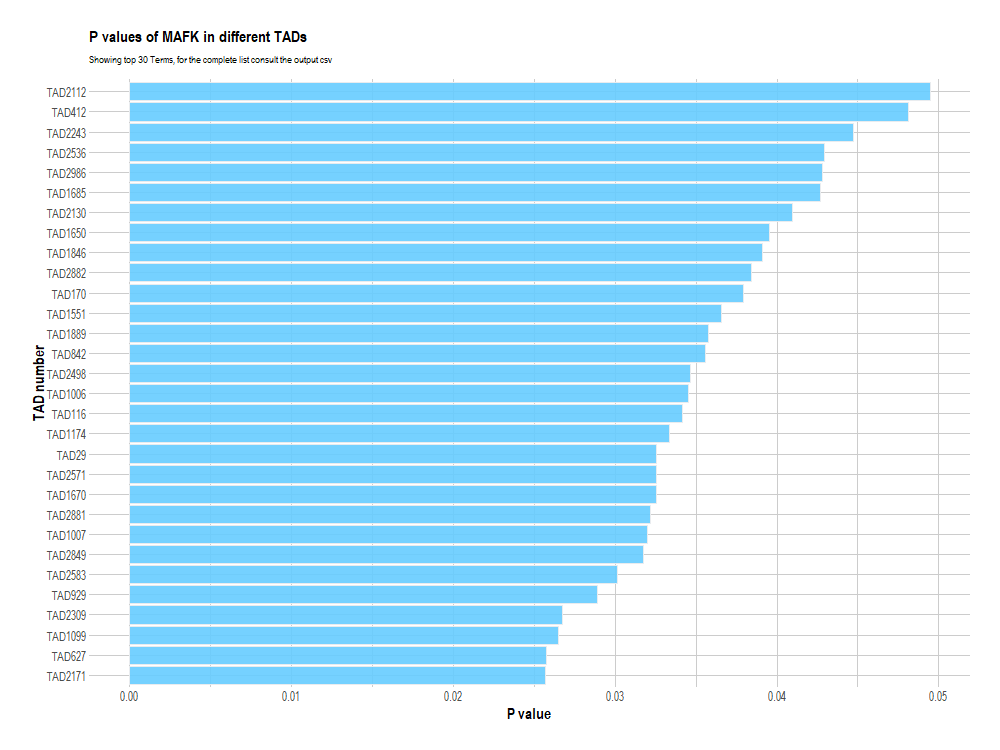 P values of MAFK in different TADs
Showing top 30 Terms, for the complete list consult the output csv
TAD number
TAD2112
TAD412
TAD2243
TAD2536
TAD2986
TAD1685
TAD2130
TAD1650
TAD1846
TAD2882
TAD170
TAD1551
TAD1889
TAD842
TAD2498
TAD1006
TAD116
TAD1174
TAD29
TAD2571
TAD1670
TAD2881
TAD1007
TAD2849
TAD2583
TAD929
TAD2309
TAD1099
TAD627
TAD2171
0.00 0.01 0.02 0.03 0.04 0.05
P value